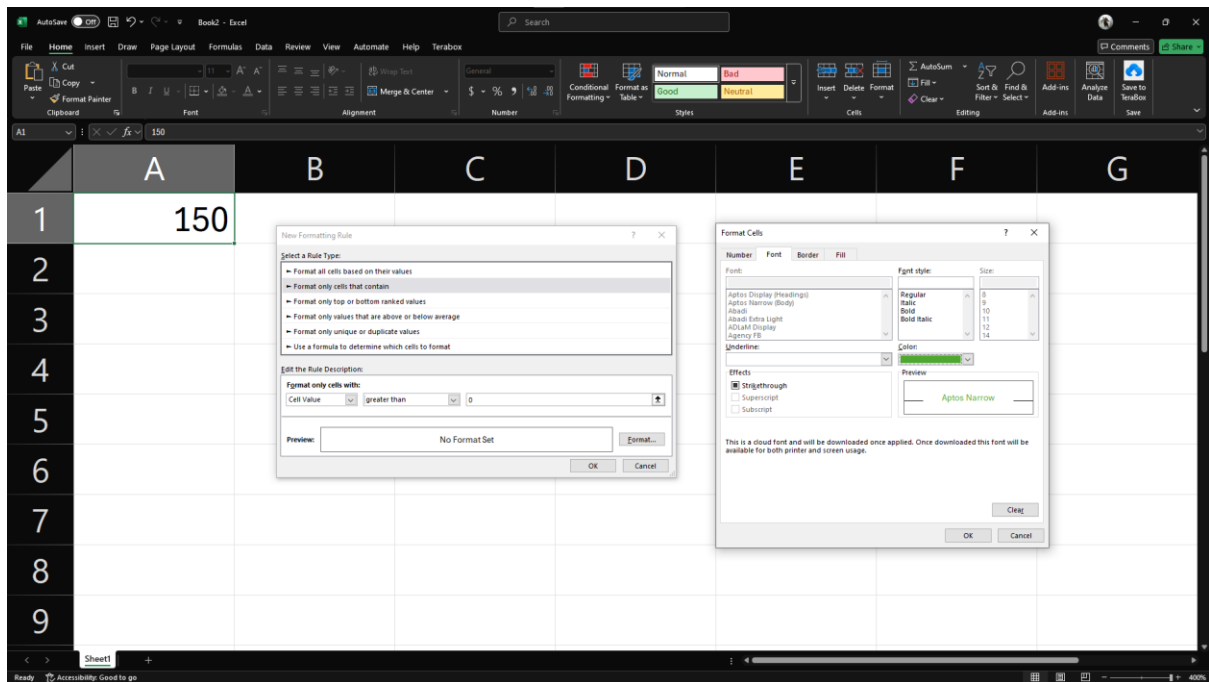 AutoSave Off Book2 - Excel Search
File Home Insert Draw Page Layout Formulas Data Review View Automate Help Terabox Comments Share
Paste Cut Copy Format Painter
11 A A
B I U A
Wrap Text
Merge & Center
General
$ % 9
Conditional Formatting
Format as Table
Normal Bad
Good Neutral
Insert Delete Format
AutoSum
Fill
Clear
Sort & Filter
Find & Select
Add-ins
Analyze Data
Save to TeraBox
Clipboard Font Alignment Number Styles Cells Editing Add-ins Save
A1 fx 150
A B C D E F G
1 150
2
3
4
5
6
7
8
9
New Formatting Rule ? ×
Select a Rule Type:
► Format all cells based on their values
► Format only cells that contain
► Format only top or bottom ranked values
► Format only values that are above or below average
► Format only unique or duplicate values
► Use a formula to determine which cells to format
Edit the Rule Description:
Format only cells with:
Cell Value greater than 0
Preview: No Format Set Format...
OK Cancel
Format Cells ? ×
Number Font Border Fill
Font: Font style: Size:
Aptos Display (Headings) Regular 8
Aptos Narrow (Body) Italic 9
Abadi Bold 10
Abadi Extra Light Bold Italic 11
ADLaM Display 12
Agency FB 14
Underline: Color:
Effects Preview
Strikethrough
Superscript Aptos Narrow
Subscript
This is a cloud font and will be downloaded once applied. Once downloaded this font will be
available for both printer and screen usage.
Clear
OK Cancel
Sheet1 +
Ready Accessibility: Good to go 400%